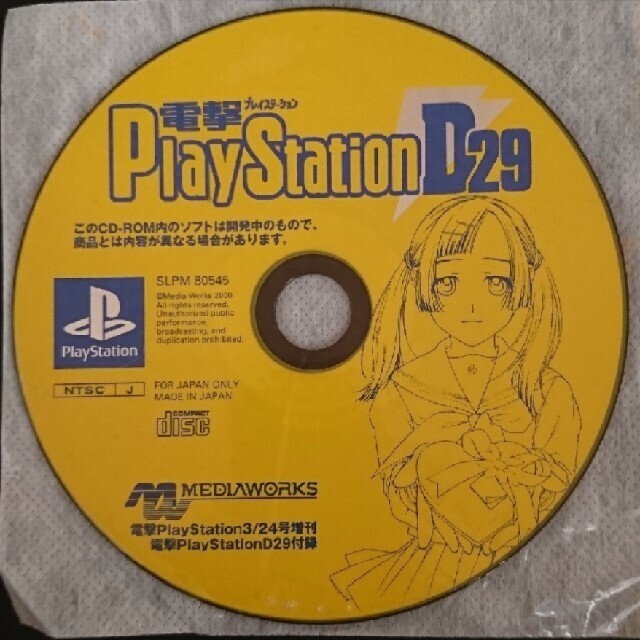 電撃プレイステーション
PlayStation D29
このCD-ROM内のソフトは開発中のもので、
商品とは内容が異なる場合があります。
SLPM 80545
©Media Works 2000
All rights reserved.
Unauthorized public
performance,
broadcasting, and
duplication prohibited.
PlayStation
NTSC J
FOR JAPAN ONLY
MADE IN JAPAN
COMPACT
disc
MW MEDIAWORKS
電撃PlayStation3/24号増刊
電撃PlayStationD29付録